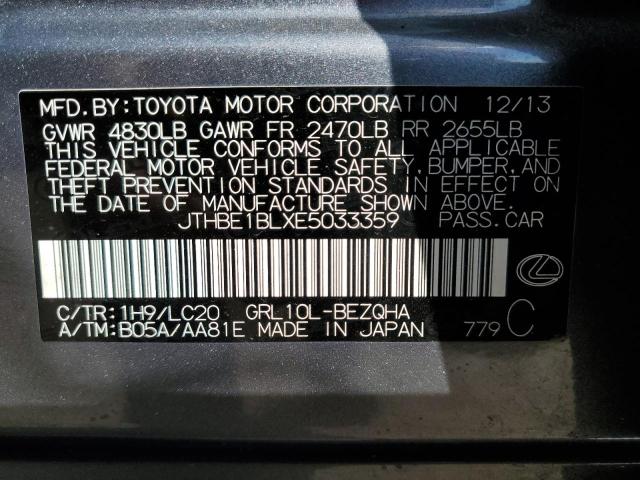 MFD.BY:TOYOTA MOTOR CORPORATION 12/13
GVWR 4830LB GAWR FR 2470LB RR 2655LB
THIS VEHICLE CONFORMS TO ALL APPLICABLE
FEDERAL MOTOR VEHICLE SAFETY,BUMPER,AND
THEFT PREVENTION STANDARDS IN EFFECT ON
THE DATE OF MANUFACTURE SHOWN ABOVE.
JTHBE1BLXE5033359 PASS.CAR
C/TR:1H9/LC20 GRL10L-BEZQHA
A/TM:B05A/AA81E MADE IN JAPAN 779 C